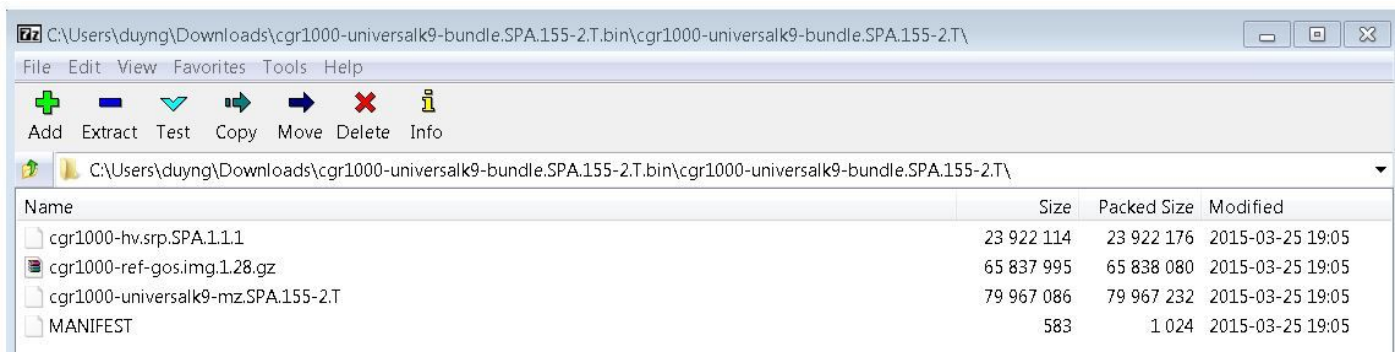 C:\Users\duyng\Downloads\cgr1000-universalk9-bundle.SPA.155-2.T.bin\cgr1000-universalk9-bundle.SPA.155-2.T\
File Edit View Favorites Tools Help
Add Extract Test Copy Move Delete Info
C:\Users\duyng\Downloads\cgr1000-universalk9-bundle.SPA.155-2.T.bin\cgr1000-universalk9-bundle.SPA.155-2.T\
Name Size Packed Size Modified
cgr1000-hv.srp.SPA.1.1.1 23 922 114 23 922 176 2015-03-25 19:05
cgr1000-ref-gos.img.1.28.gz 65 837 995 65 838 080 2015-03-25 19:05
cgr1000-universalk9-mz.SPA.155-2.T 79 967 086 79 967 232 2015-03-25 19:05
MANIFEST 583 1 024 2015-03-25 19:05